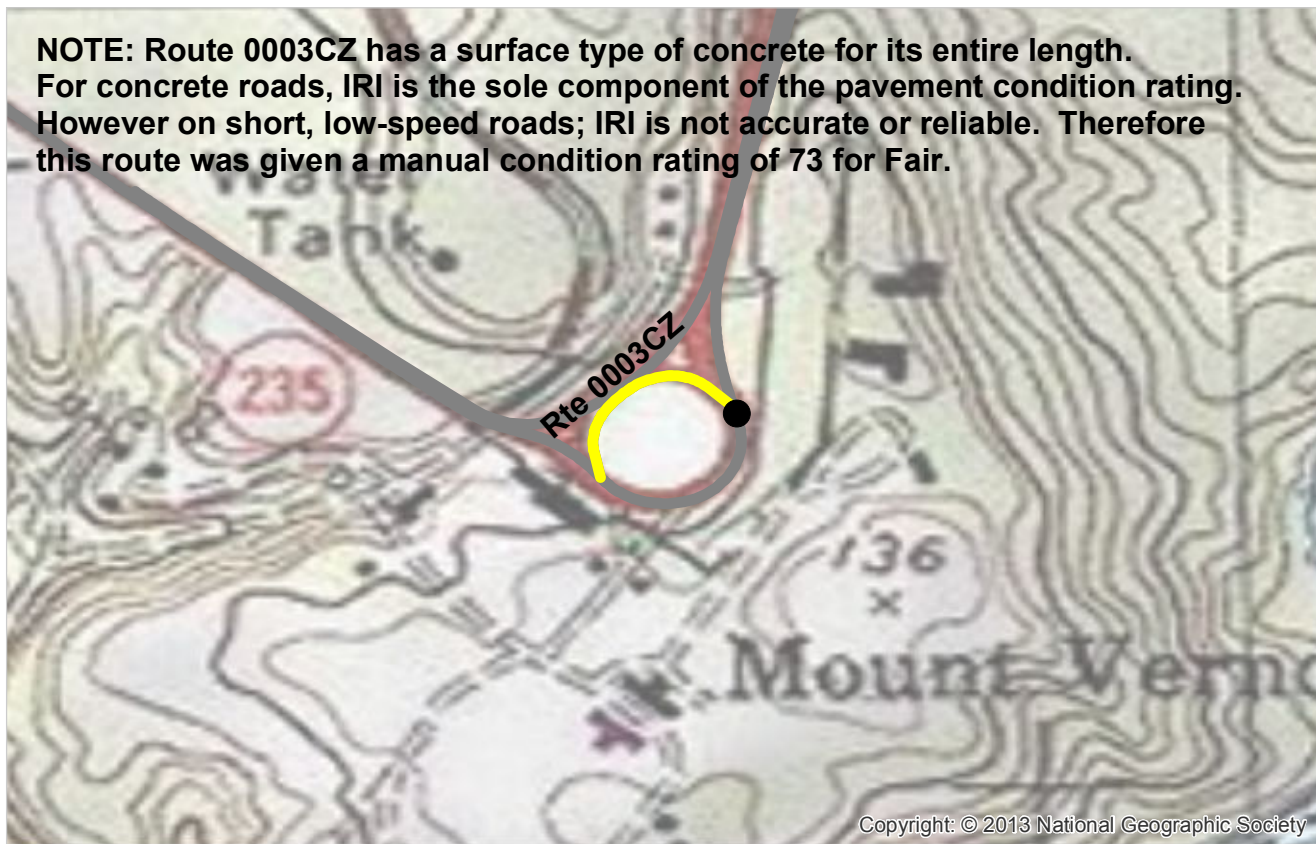 NOTE: Route 0003CZ has a surface type of concrete for its entire length.
For concrete roads, IRI is the sole component of the pavement condition rating.
However on short, low-speed roads; IRI is not accurate or reliable.  Therefore
this route was given a manual condition rating of 73 for Fair.
Water
Tank
Rte 0003CZ
235
136
Mount Verno
Copyright: © 2013 National Geographic Society